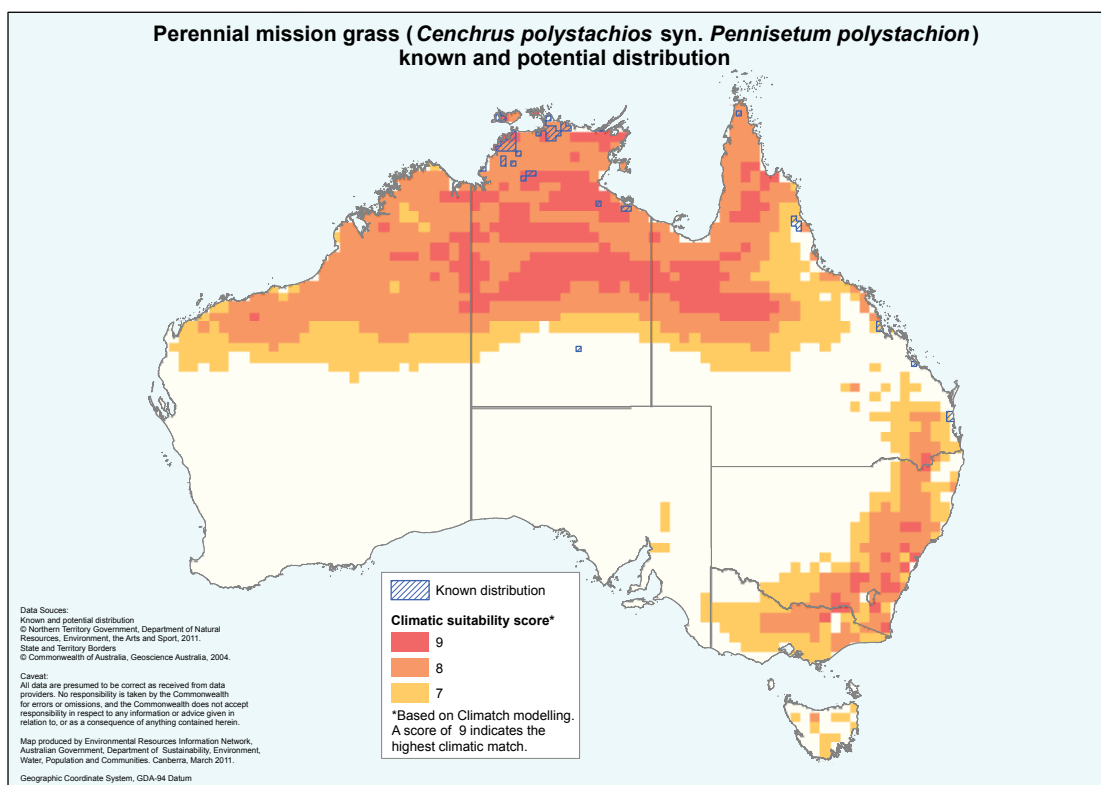 Perennial mission grass (Cenchrus polystachios syn. Pennisetum polystachion)
known and potential distribution
Known distribution
Climatic suitability score*
9
8
7
*Based on Climatch modelling.
A score of 9 indicates the
highest climatic match.
Data Souces:
Known and potential distribution
© Northern Territory Government, Department of Natural
Resources, Environment, the Arts and Sport, 2011.
State and Territory Borders
© Commonwealth of Australia, Geoscience Australia, 2004.
Caveat:
All data are presumed to be correct as received from data
providers. No responsibility is taken by the Commonwealth
for errors or omissions, and the Commonwealth does not accept
responsibility in respect to any information or advice given in
relation to, or as a consequence of anything contained herein.
Map produced by Environmental Resources Information Network,
Australian Government, Department of Sustainability, Environment,
Water, Population and Communities. Canberra, March 2011.
Geographic Coordinate System, GDA-94 Datum